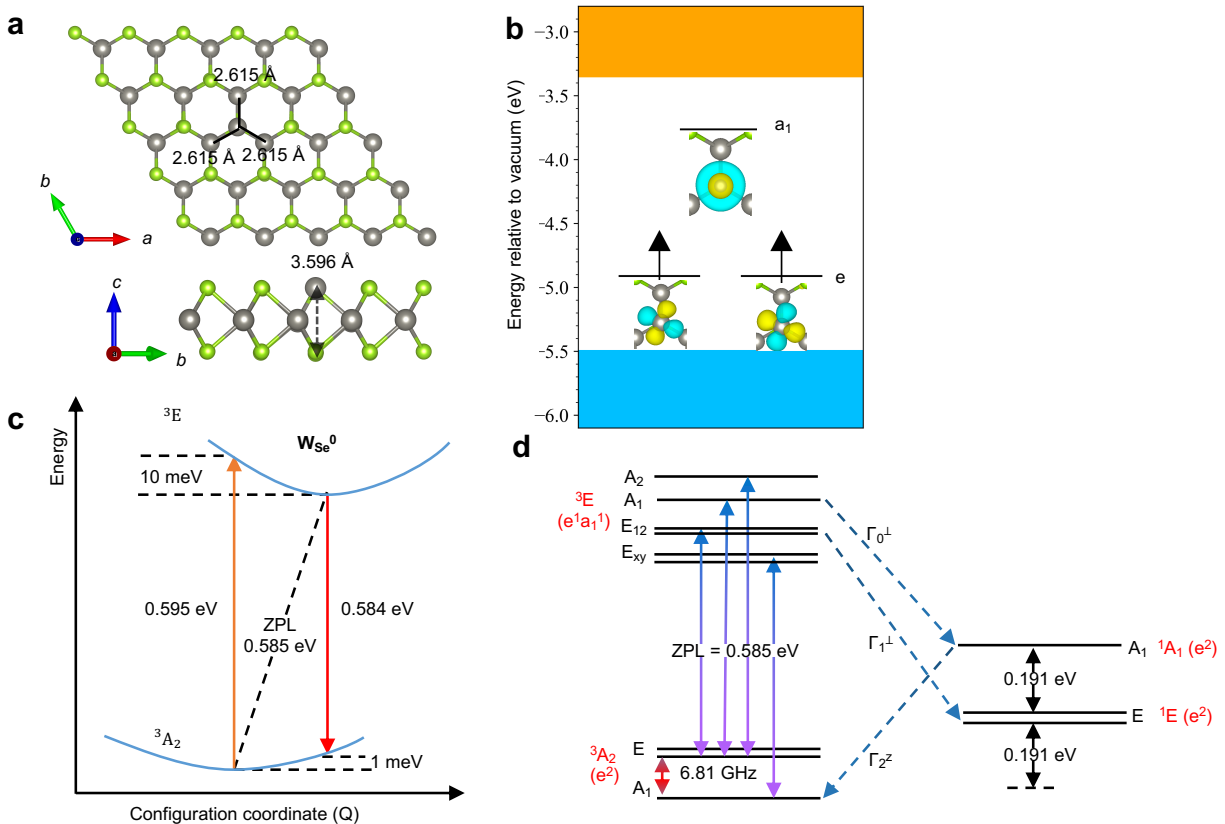 a
2.615 Å
2.615 Å
2.615 Å
b
a
3.596 Å
c
b
b
Energy relative to vacuum (eV)
−3.0
−3.5
−4.0
−4.5
−5.0
−5.5
−6.0
a₁
e
c
Energy
³E
W_Se⁰
10 meV
0.595 eV
ZPL
0.585 eV
0.584 eV
³A₂
1 meV
Configuration coordinate (Q)
d
A₂
³E
(e¹a₁¹)
A₁
E₁₂
E_xy
Γ₀⊥
Γ₁⊥
ZPL = 0.585 eV
A₁
¹A₁ (e²)
0.191 eV
E
¹E (e²)
0.191 eV
³A₂
(e²)
E
6.81 GHz
A₁
Γ₂ᶻ